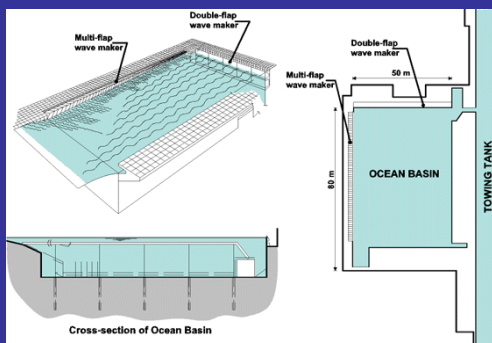 Double-flap
wave maker
Multi-flap
wave maker
Cross-section of Ocean Basin
Double-flap
wave maker
50 m
Multi-flap
wave maker
80 m
OCEAN BASIN
TOWING TANK